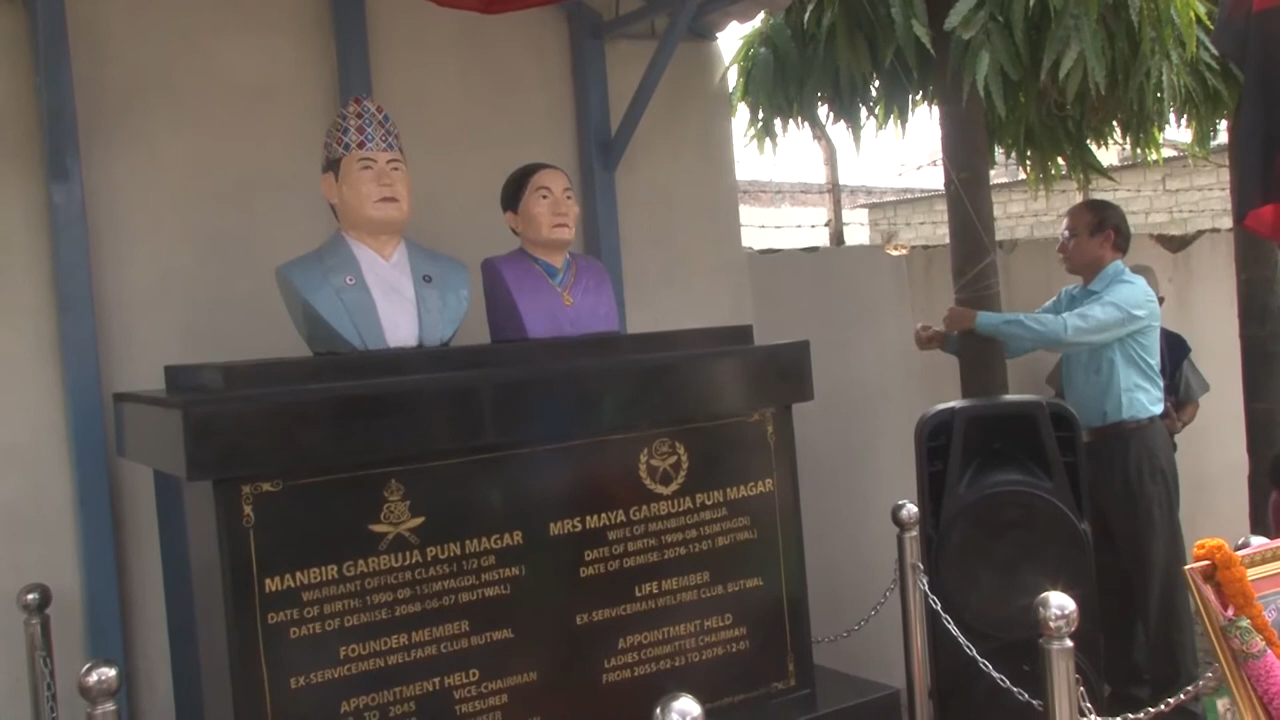 MANBIR GARBUJA PUN MAGAR
WARRANT OFFICER CLASS-I 1/2 GR
DATE OF BIRTH: 1990-09-15(MYAGDI, HISTAN )
DATE OF DEMISE: 2068-06-07 (BUTWAL)
FOUNDER MEMBER
EX-SERVICEMEN WELFARE CLUB BUTWAL
APPOINTMENT HELD
TO 2045 VICE-CHAIRMAN
TRESURER
MRS MAYA GARBUJA PUN MAGAR
WIFE OF MANBIR GARBUJA
DATE OF BIRTH: 1999-08-15(MYAGDI)
DATE OF DEMISE: 2076-12-01 (BUTWAL)
LIFE MEMBER
EX-SERVICEMAN WELFRRE CLUB, BUTWAL
APPOINTMENT HELD
LADIES COMMITTEE CHAIRMAN
FROM 2055-02-23 TO 2076-12-01